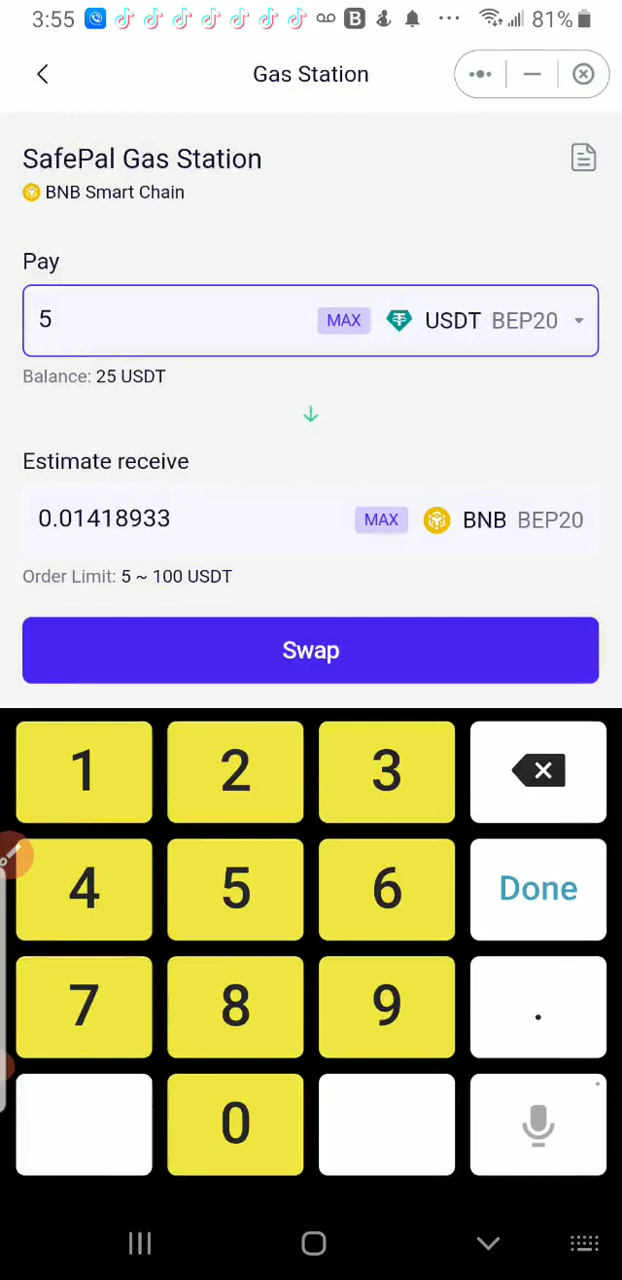 3:55 B 81%
Gas Station
SafePal Gas Station
BNB Smart Chain
Pay
5 MAX USDT BEP20
Balance: 25 USDT
Estimate receive
0.01418933 MAX BNB BEP20
Order Limit: 5 ~ 100 USDT
Swap
1 2 3
4 5 6 Done
7 8 9 .
0